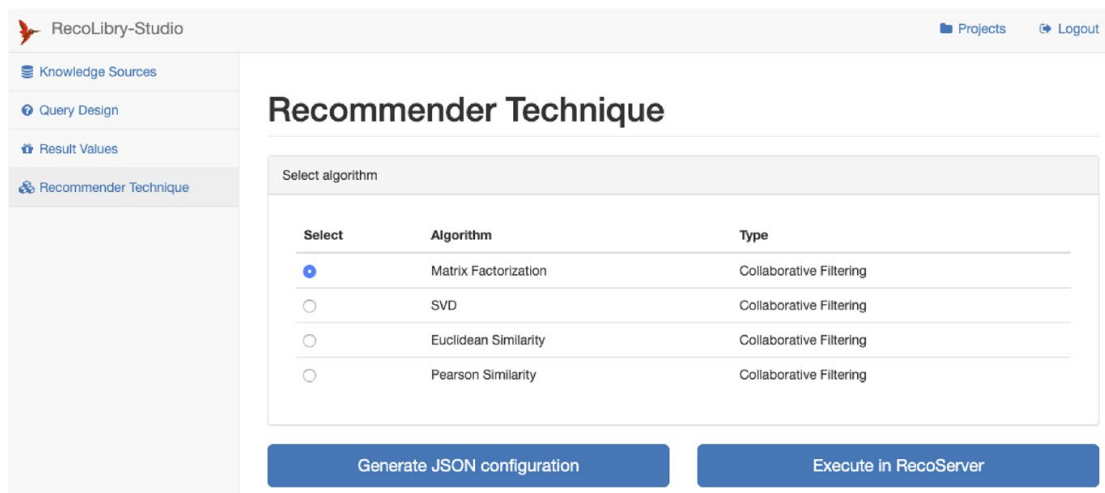 RecoLibry-Studio
Projects
Logout
Knowledge Sources
Query Design
Result Values
Recommender Technique
Recommender Technique
Select algorithm
Select Algorithm Type
Matrix Factorization Collaborative Filtering
SVD Collaborative Filtering
Euclidean Similarity Collaborative Filtering
Pearson Similarity Collaborative Filtering
Generate JSON configuration
Execute in RecoServer